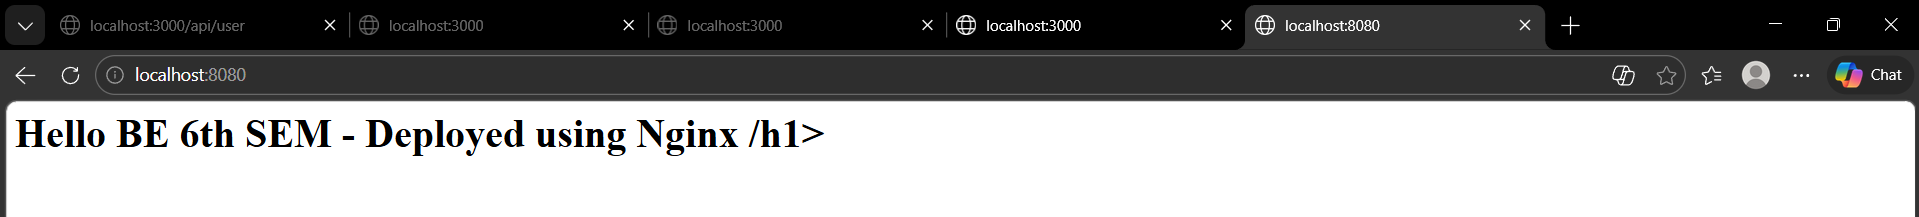 localhost:3000/api/user
localhost:3000
localhost:3000
localhost:3000
localhost:8080
localhost:8080
Chat
Hello BE 6th SEM - Deployed using Nginx /h1>